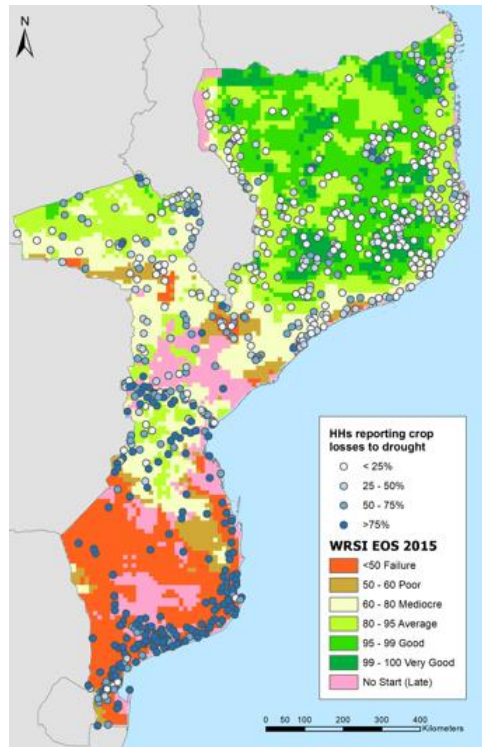 N
HHs reporting crop
losses to drought
< 25%
25 - 50%
50 - 75%
>75%
WRSI EOS 2015
<50 Failure
50 - 60 Poor
60 - 80 Mediocre
80 - 95 Average
95 - 99 Good
99 - 100 Very Good
No Start (Late)
0 50 100 200 300 400
Kilometers